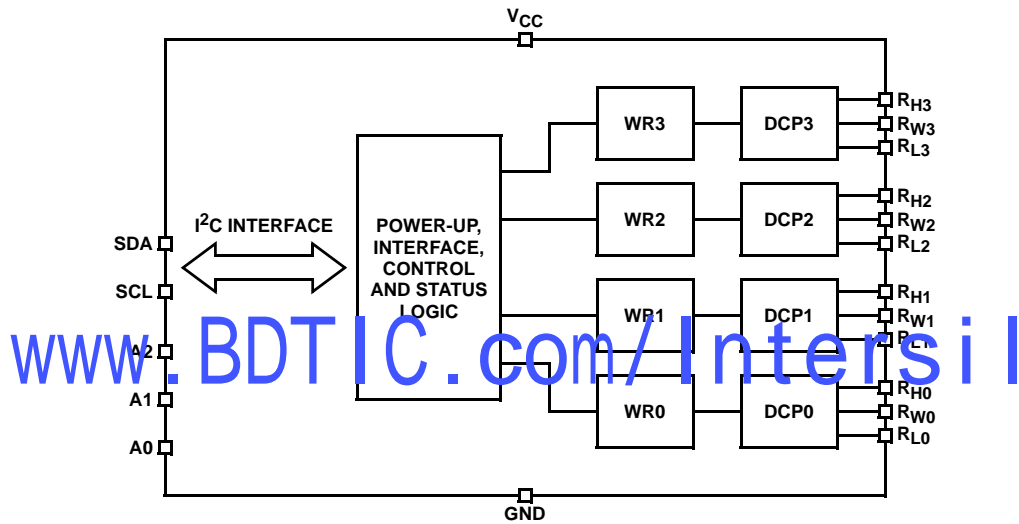 VCC
WR3
DCP3
RH3
RW3
RL3
WR2
DCP2
RH2
RW2
RL2
I2C INTERFACE
SDA
SCL
A2
A1
A0
POWER-UP,
INTERFACE,
CONTROL
AND STATUS
LOGIC
WR1
DCP1
RH1
RW1
RL1
www.BDTIC.com/Intersil
WR0
DCP0
RH0
RW0
RL0
GND